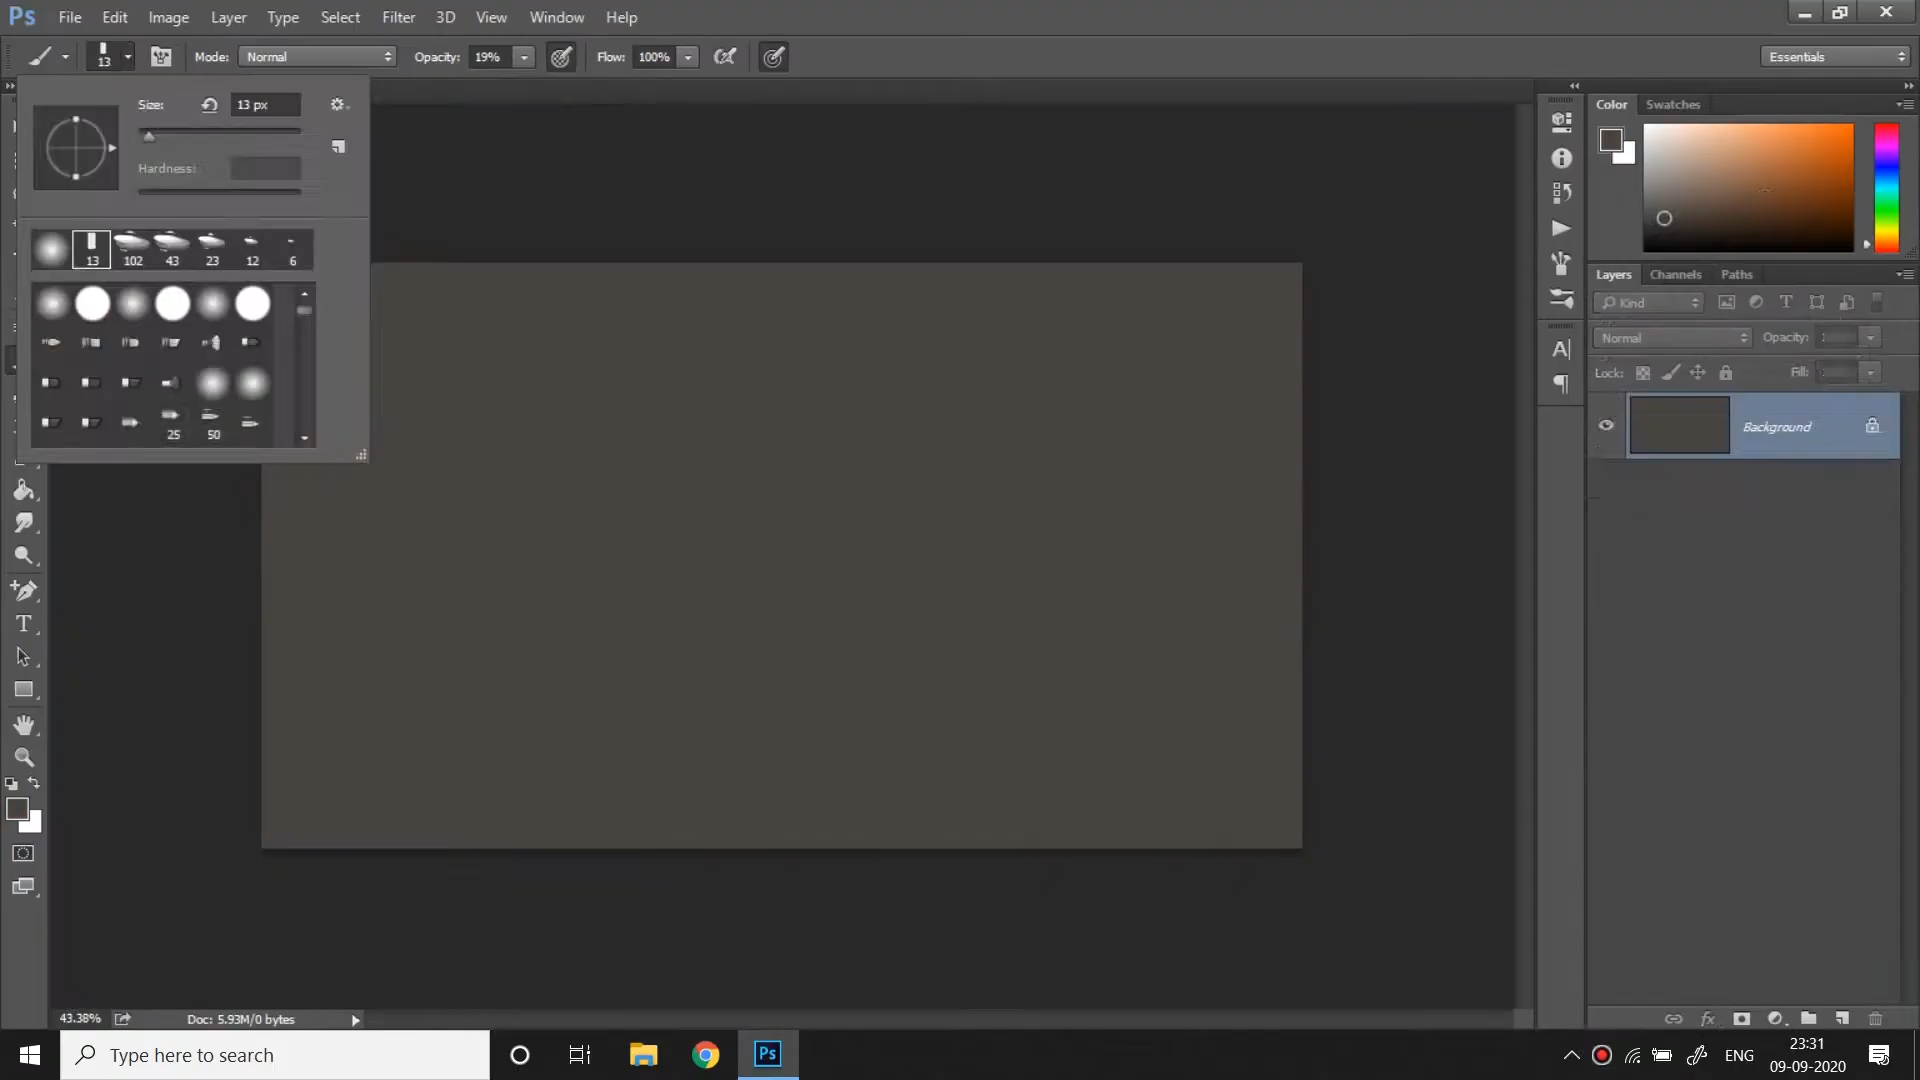 Ps File Edit Image Layer Type Select Filter 3D View Window Help
13 Mode: Normal Opacity: 19% Flow: 100% Essentials
Size: 13 px
Hardness:
13 102 43 23 12 6
25 50
Color Swatches
Layers Channels Paths
Kind
Normal Opacity:
Lock: Fill:
Background
T
A
43.38% Doc: 5.93M/0 bytes
Type here to search
Ps
ENG
23:31
09-09-2020